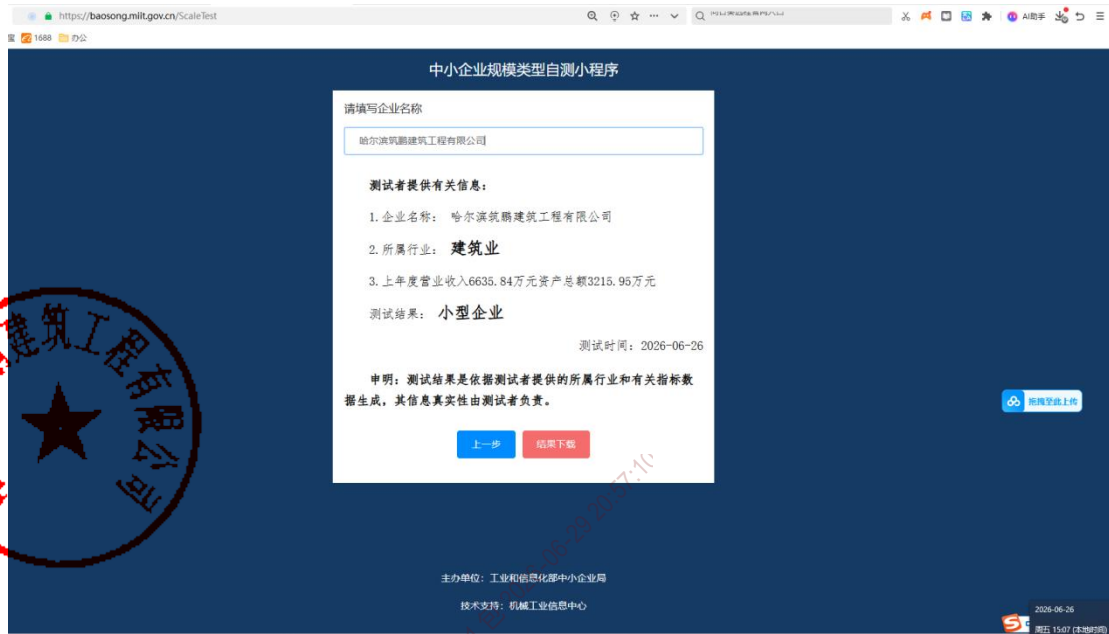 https://baosong.miit.gov.cn/ScaleTest
AI助手
1688 办公
中小企业规模类型自测小程序
请填写企业名称
哈尔滨筑鹏建筑工程有限公司
测试者提供有关信息：
1.企业名称： 哈尔滨筑鹏建筑工程有限公司
2.所属行业： 建筑业
3.上年度营业收入6635.84万元资产总额3215.95万元
测试结果： 小型企业
测试时间：2026-06-26
申明：测试结果是依据测试者提供的所属行业和有关指标数
据生成，其信息真实性由测试者负责。
上一步 结果下载
拖拽至此上传
建筑工程有限公司
06-29 20:57:10
主办单位：工业和信息化部中小企业局
技术支持：机械工业信息中心
2026-06-26
周五 15:07 (本地时间)